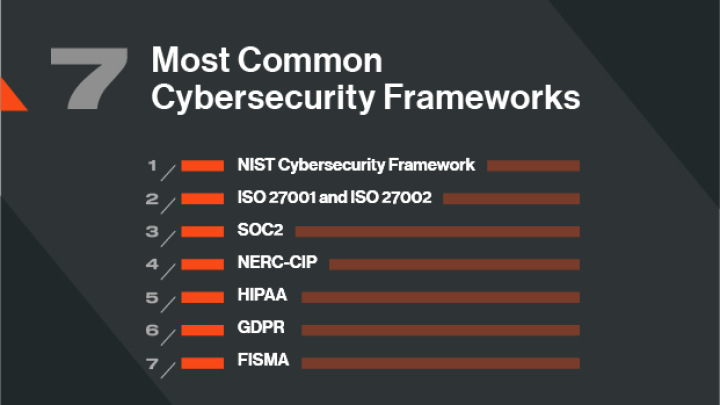 7 Most Common
Cybersecurity Frameworks
1 / NIST Cybersecurity Framework
2 / ISO 27001 and ISO 27002
3 / SOC2
4 / NERC-CIP
5 / HIPAA
6 / GDPR
7 / FISMA